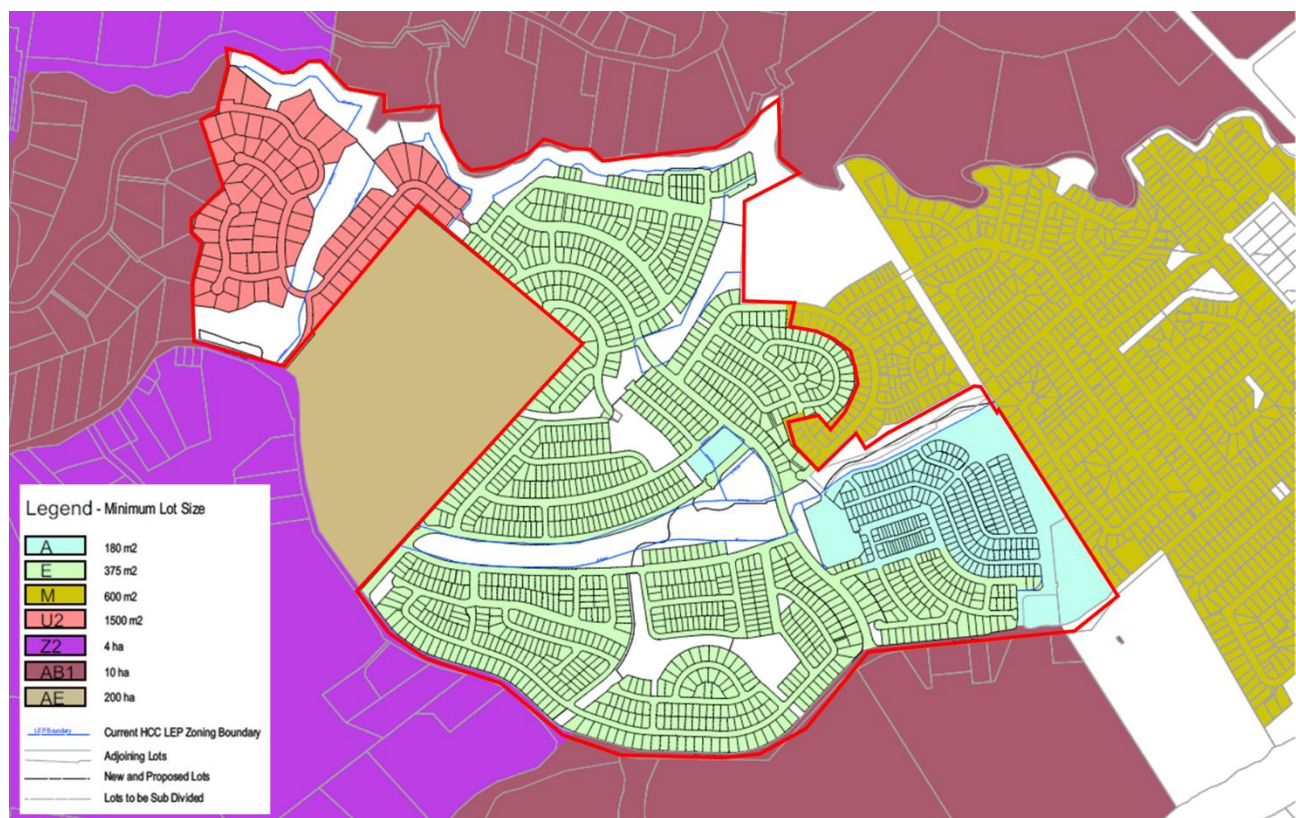 Legend - Minimum Lot Size
A 180 m2
E 375 m2
M 600 m2
U2 1500 m2
Z2 4 ha
AB1 10 ha
AE 200 ha
LEP Boundary Current HCC LEP Zoning Boundary
Adjoining Lots
New and Proposed Lots
Lots to be Sub Divided